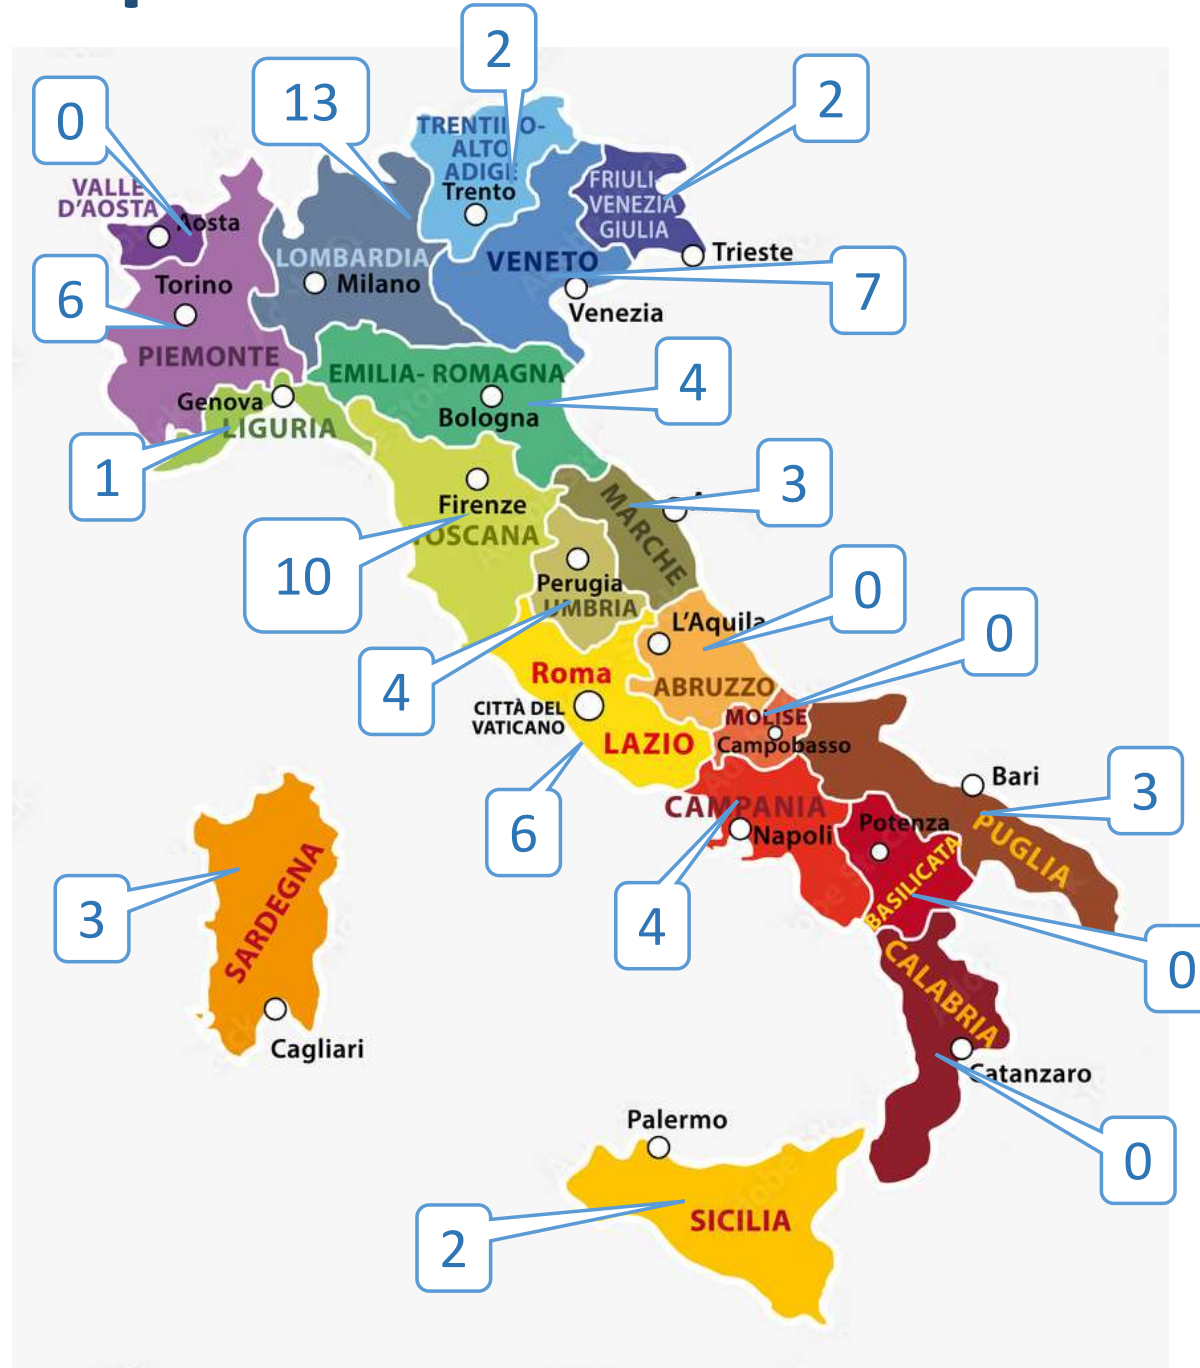 2
13
2
0
TRENTINO-
ALTO
ADIGE
Trento
VALLE
D'AOSTA
Aosta
FRIULI-
VENEZIA
GIULIA
Trieste
LOMBARDIA
Milano
VENETO
Venezia
7
6
Torino
PIEMONTE
EMILIA- ROMAGNA
Bologna
4
Genova
LIGURIA
1
Firenze
TOSCANA
10
MARCHE
3
Perugia
UMBRIA
4
L'Aquila
ABRUZZO
0
0
Roma
CITTÀ DEL
VATICANO
LAZIO
6
MOLISE
Campobasso
CAMPANIA
Napoli
4
Bari
PUGLIA
3
Potenza
BASILICATA
0
SARDEGNA
3
Cagliari
CALABRIA
Catanzaro
0
Palermo
SICILIA
2